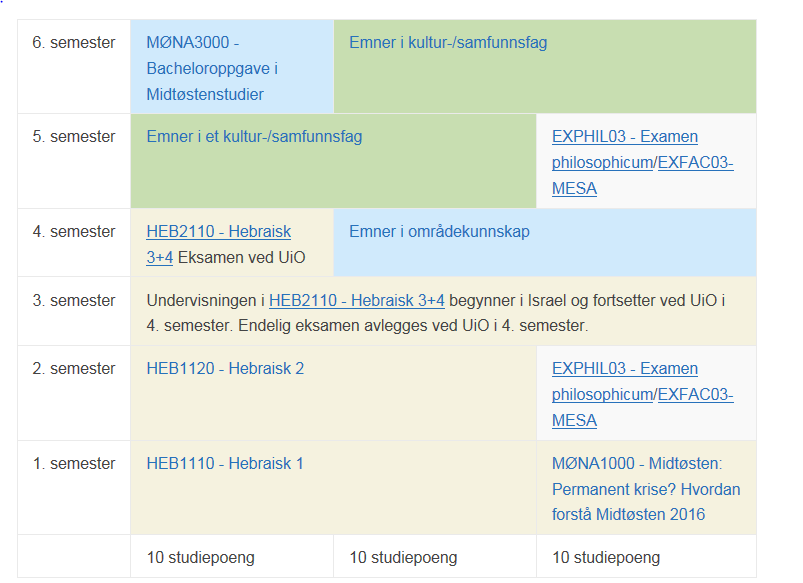 6. semester
MØNA3000 -
Bacheloroppgave i
Midtøstenstudier
Emner i kultur-/samfunnsfag
5. semester
Emner i et kultur-/samfunnsfag
EXPHIL03 - Examen
philosophicum/EXFAC03-
MESA
4. semester
HEB2110 - Hebraisk
3+4 Eksamen ved UiO
Emner i områdekunnskap
3. semester
Undervisningen i HEB2110 - Hebraisk 3+4 begynner i Israel og fortsetter ved UiO i
4. semester. Endelig eksamen avlegges ved UiO i 4. semester.
2. semester
HEB1120 - Hebraisk 2
EXPHIL03 - Examen
philosophicum/EXFAC03-
MESA
1. semester
HEB1110 - Hebraisk 1
MØNA1000 - Midtøsten:
Permanent krise? Hvordan
forstå Midtøsten 2016
10 studiepoeng
10 studiepoeng
10 studiepoeng